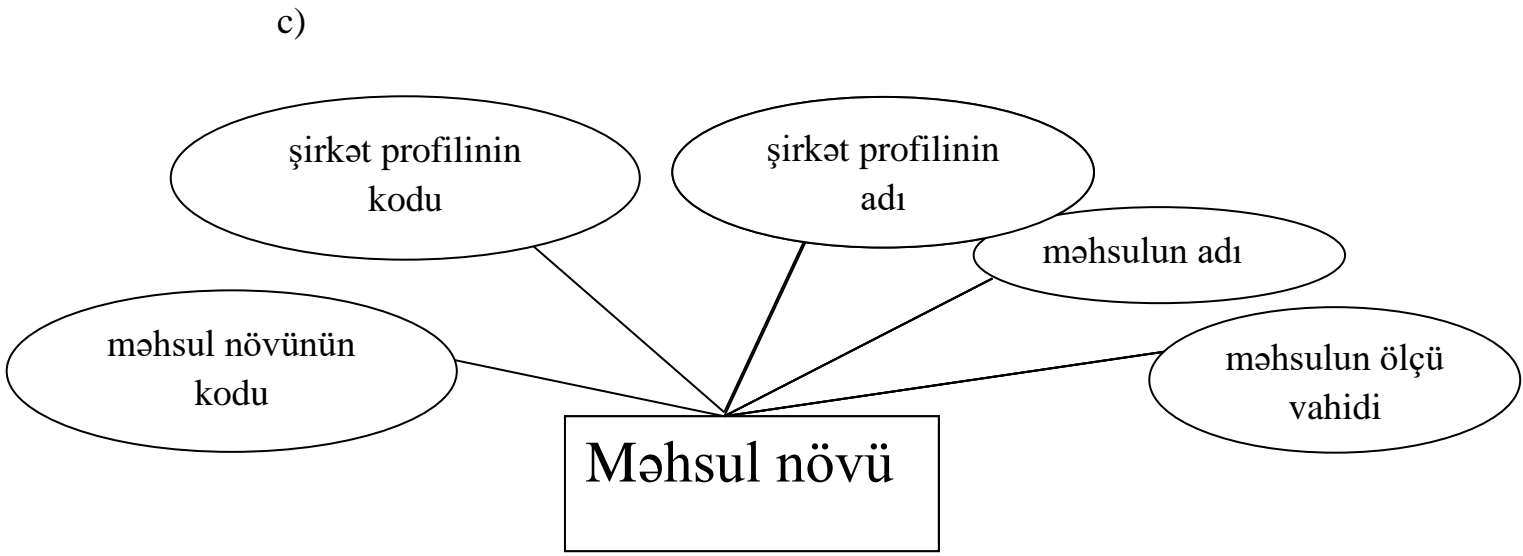 c)
şirkət profilinin
kodu
şirkət profilinin
adı
məhsulun adı
məhsul növünün
kodu
məhsulun ölçü
vahidi
Məhsul növü